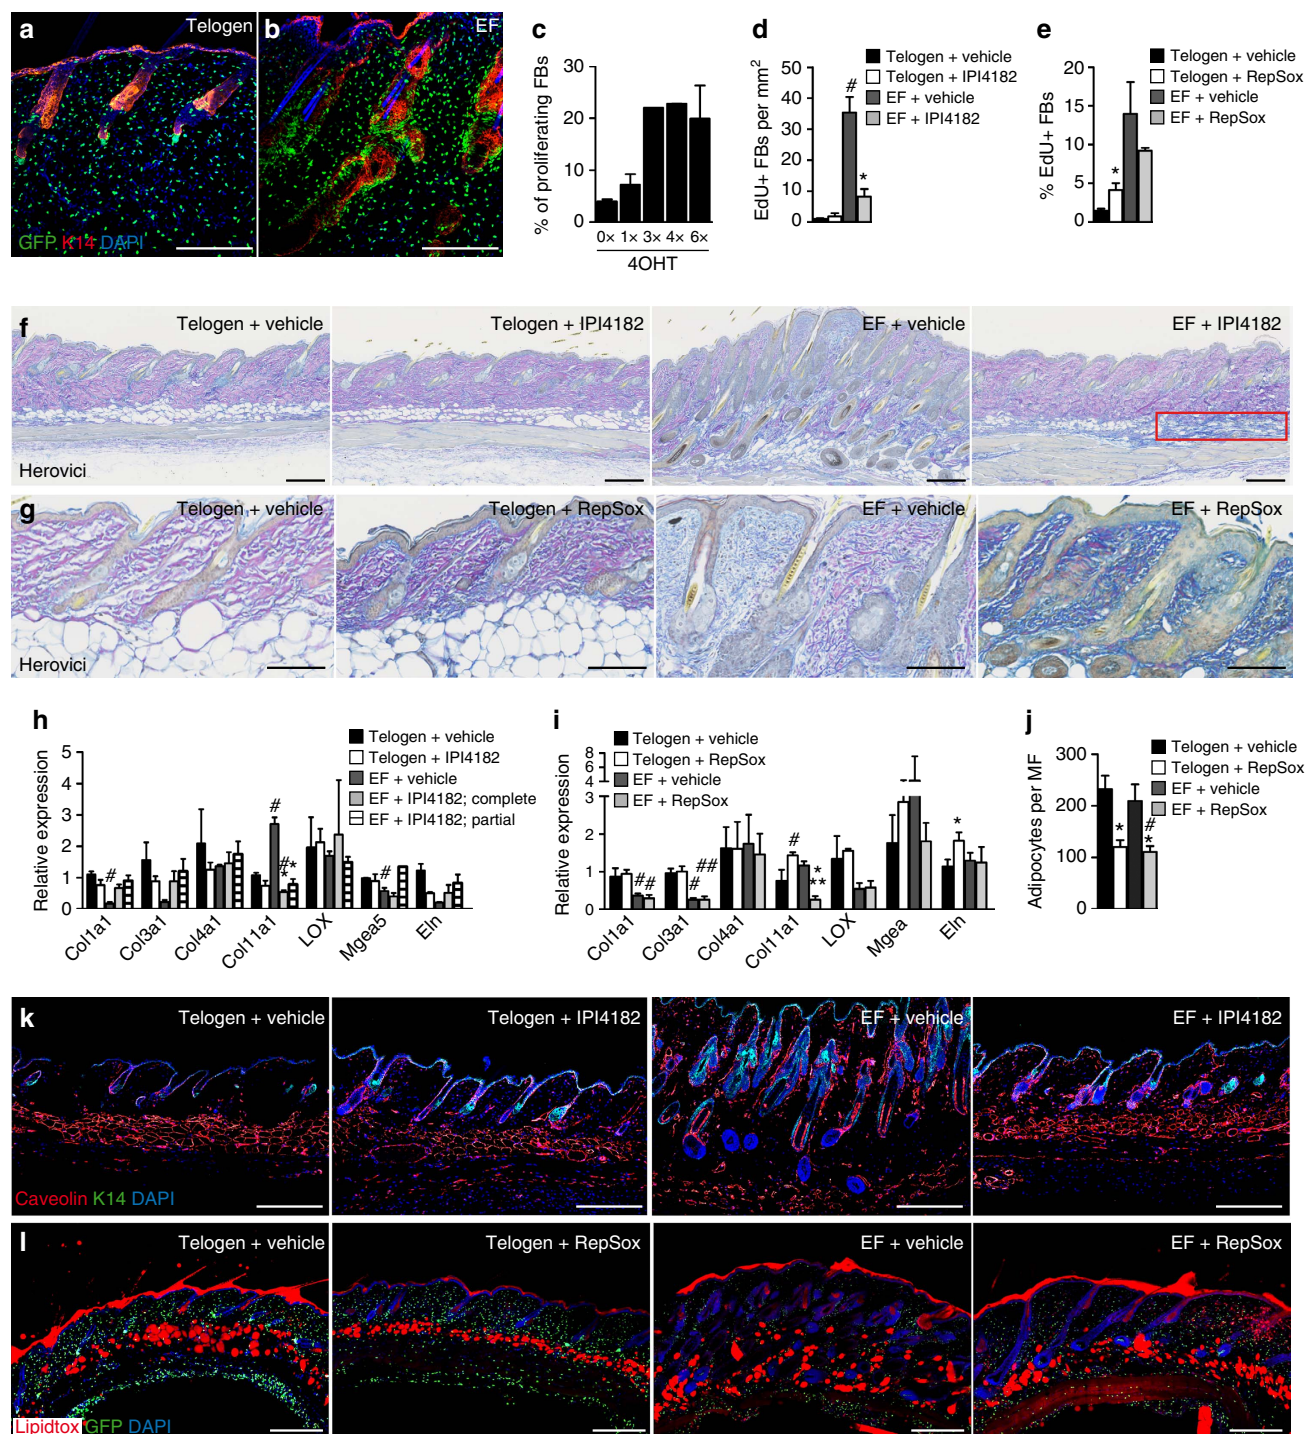 a
Telogen
GFP K14 DAPI
b
EF
c
% of proliferating FBs
30
20
10
0
0× 1× 3× 4× 6×
4OHT
d
EdU+ FBs per mm²
50
40
30
20
10
0
#
*
Telogen + vehicle
Telogen + IPI4182
EF + vehicle
EF + IPI4182
e
% EdU+ FBs
20
15
10
5
0
*
Telogen + vehicle
Telogen + RepSox
EF + vehicle
EF + RepSox
f
Telogen + vehicle
Herovici
Telogen + IPI4182
EF + vehicle
EF + IPI4182
g
Telogen + vehicle
Herovici
Telogen + RepSox
EF + vehicle
EF + RepSox
h
Relative expression
5
4
3
2
1
0
Telogen + vehicle
Telogen + IPI4182
EF + vehicle
EF + IPI4182; complete
EF + IPI4182; partial
#
#
#
*
*
*
#
Col1a1
Col3a1
Col4a1
Col11a1
LOX
Mgea5
Eln
i
Relative expression
8
6
4
3
2
1
0
Telogen + vehicle
Telogen + RepSox
EF + vehicle
EF + RepSox
##
##
#
#
*
**
*
Col1a1
Col3a1
Col4a1
Col11a1
LOX
Mgea
Eln
j
Adipocytes per MF
300
200
100
0
*
#
*
Telogen + vehicle
Telogen + RepSox
EF + vehicle
EF + RepSox
k
Telogen + vehicle
Caveolin K14 DAPI
Telogen + IPI4182
EF + vehicle
EF + IPI4182
l
Telogen + vehicle
Lipidtox GFP DAPI
Telogen + RepSox
EF + vehicle
EF + RepSox